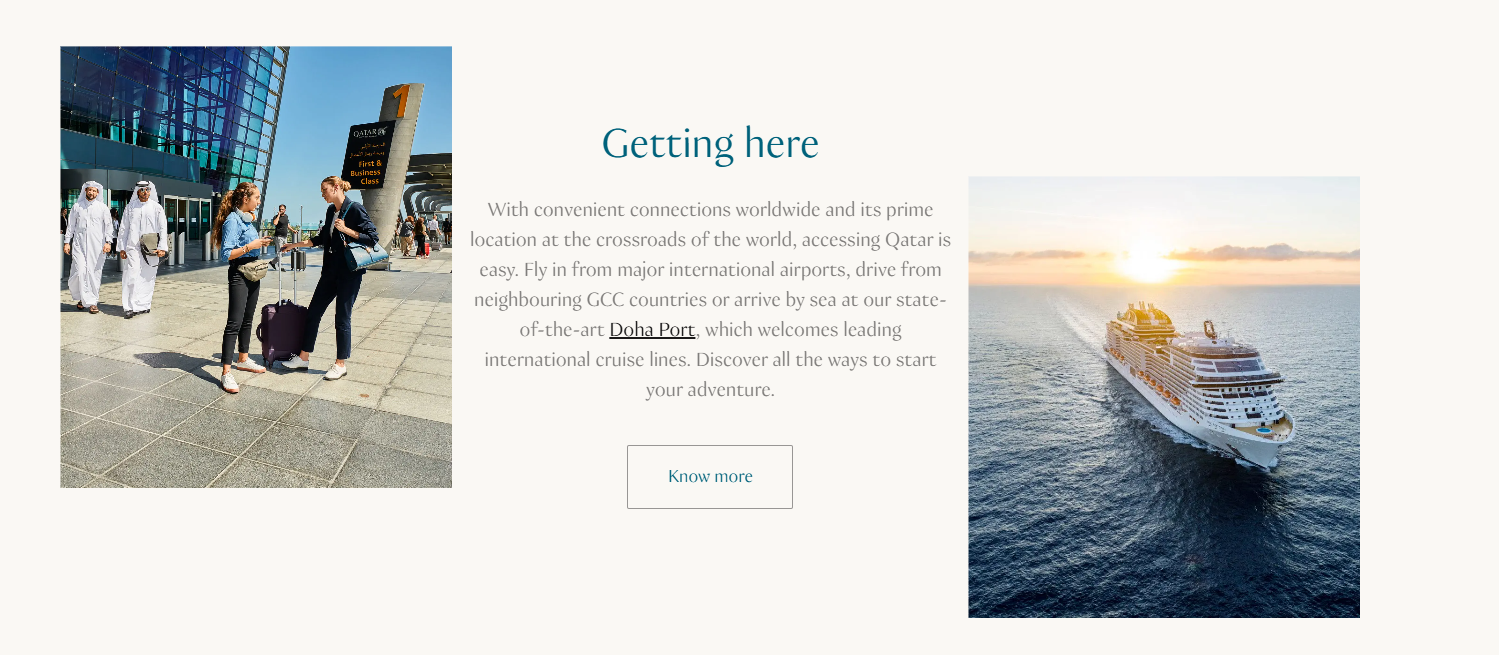 1
QATAR
First &
Business
Class
Getting here
With convenient connections worldwide and its prime
location at the crossroads of the world, accessing Qatar is
easy. Fly in from major international airports, drive from
neighbouring GCC countries or arrive by sea at our state-
of-the-art Doha Port, which welcomes leading
international cruise lines. Discover all the ways to start
your adventure.
Know more